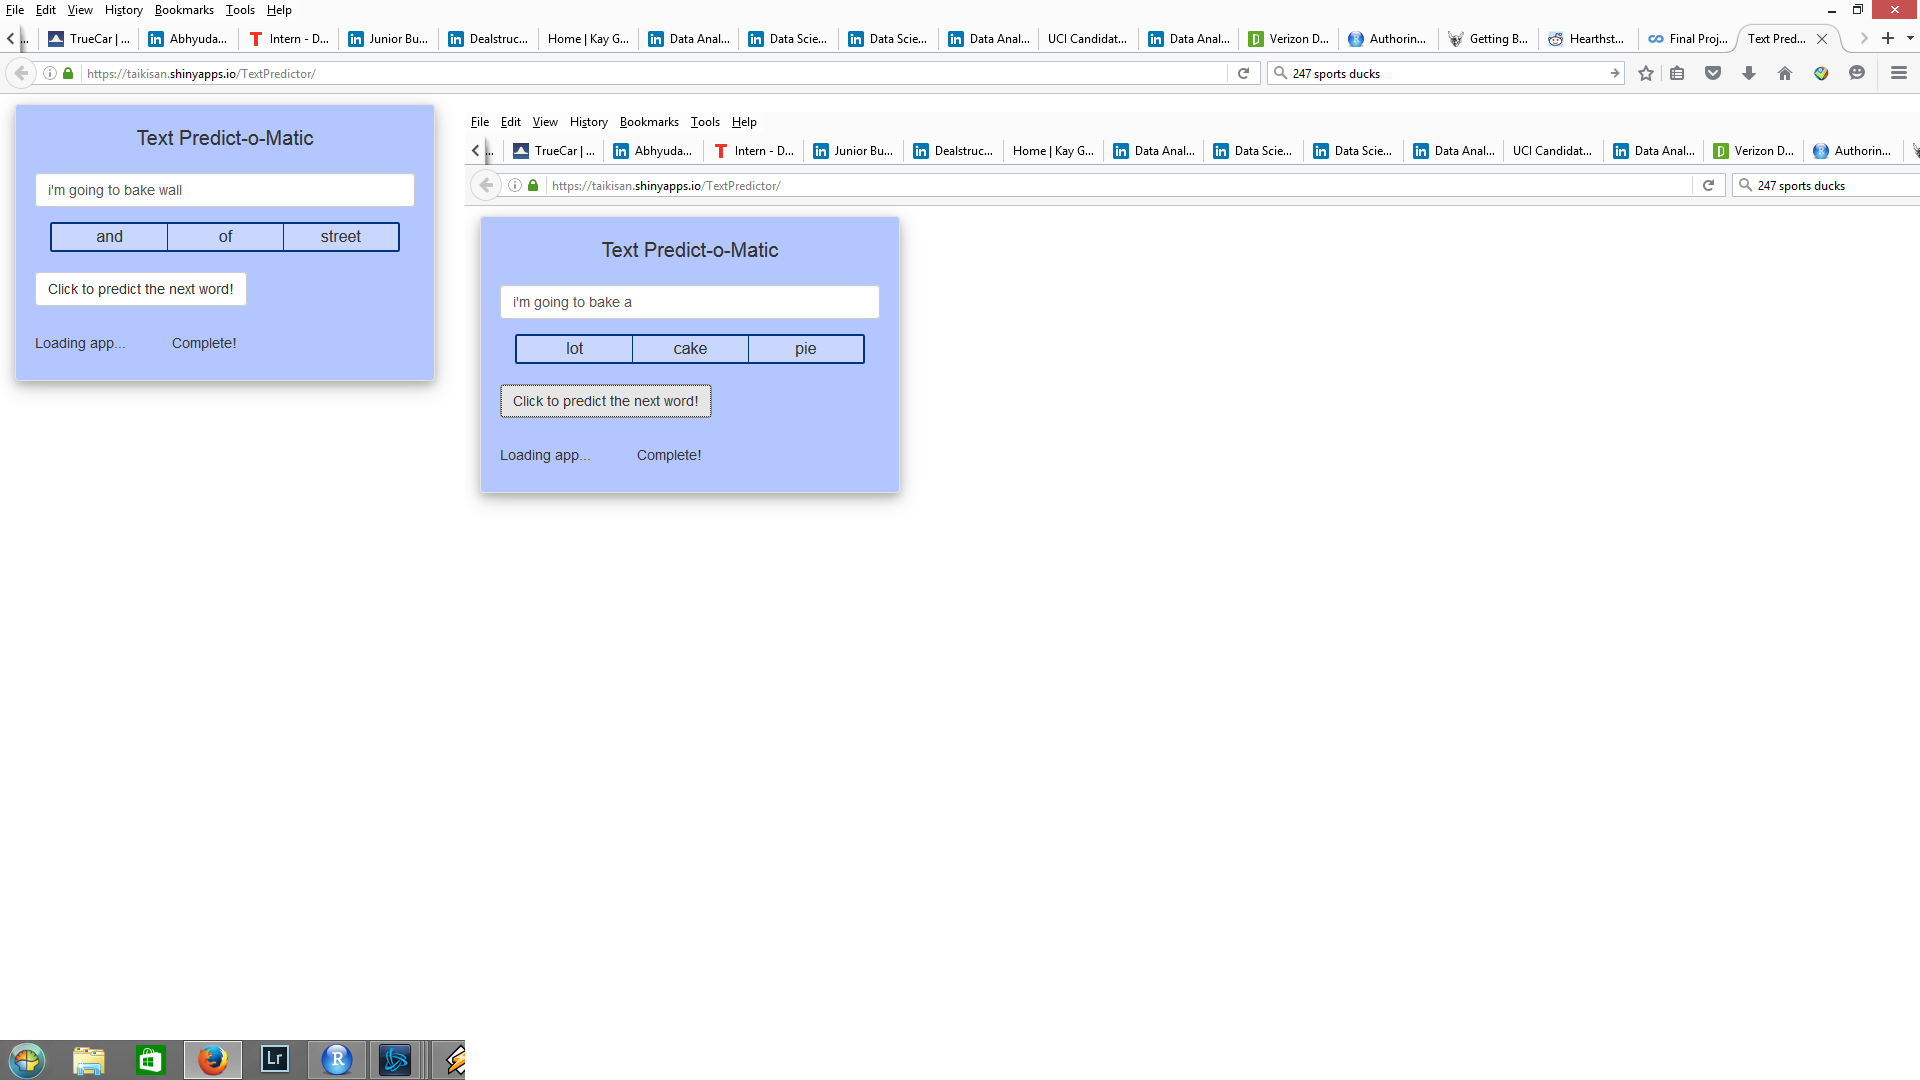 File Edit View History Bookmarks Tools Help
... TrueCar | ... Abhyuda... Intern - D... Junior Bu... Dealstruc... Home | Kay G... Data Anal... Data Scie... Data Scie... Data Anal... UCI Candidat... Data Anal... Verizon D... Authorin... Getting B... Hearthst... Final Proj... Text Pred...
https://taikisan.shinyapps.io/TextPredictor/ 247 sports ducks
Text Predict-o-Matic
i'm going to bake wall
and of street
Click to predict the next word!
Loading app... Complete!
File Edit View History Bookmarks Tools Help
... TrueCar | ... Abhyuda... Intern - D... Junior Bu... Dealstruc... Home | Kay G... Data Anal... Data Scie... Data Scie... Data Anal... UCI Candidat... Data Anal... Verizon D... Authorin...
https://taikisan.shinyapps.io/TextPredictor/ 247 sports ducks
Text Predict-o-Matic
i'm going to bake a
lot cake pie
Click to predict the next word!
Loading app... Complete!
Lr R